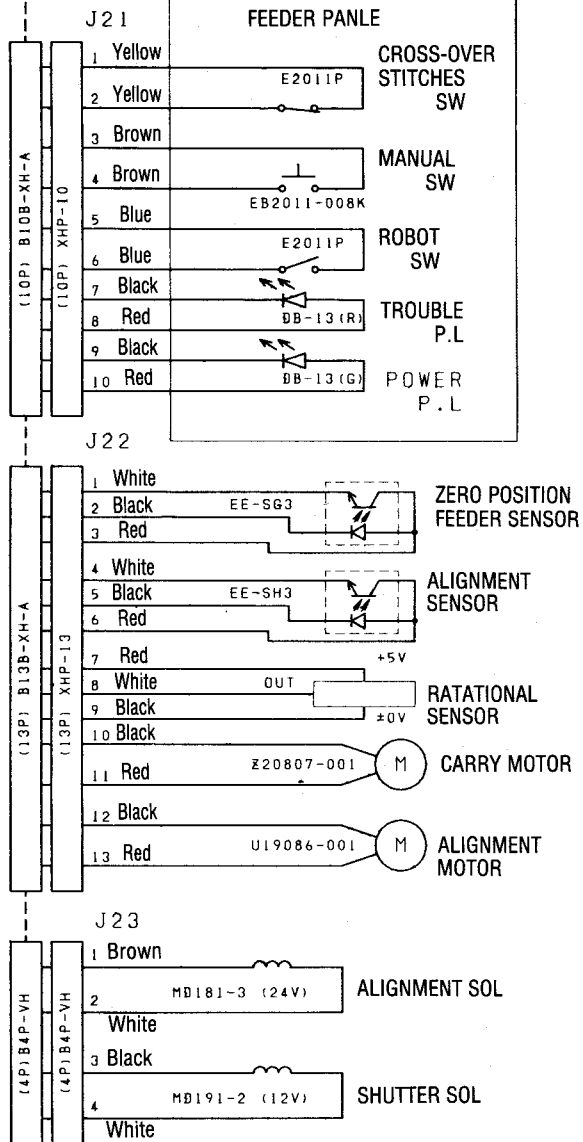 J21
FEEDER PANLE
1 Yellow
CROSS-OVER
STITCHES
SW
E2011P
2 Yellow
3 Brown
MANUAL
SW
4 Brown
EB2011-008K
5 Blue
ROBOT
SW
E2011P
6 Blue
7 Black
TROUBLE
P.L
8 Red
DB-13(R)
9 Black
POWER
P.L
10 Red
DB-13(G)
(10P) B10B-XH-A
(10P) XHP-10
J22
1 White
ZERO POSITION
FEEDER SENSOR
2 Black
EE-SG3
3 Red
4 White
ALIGNMENT
SENSOR
5 Black
EE-SH3
6 Red
7 Red
+5V
8 White
OUT
RATATIONAL
SENSOR
9 Black
±0V
10 Black
Z20807-001
M
CARRY MOTOR
11 Red
12 Black
U19086-001
M
ALIGNMENT
MOTOR
13 Red
(13P) B13B-XH-A
(13P) XHP-13
J23
1 Brown
MD181-3 (24V)
ALIGNMENT SOL
2
White
3 Black
MD191-2 (12V)
SHUTTER SOL
4
White
(4P)B4P-VH
(4P)B4P-VH